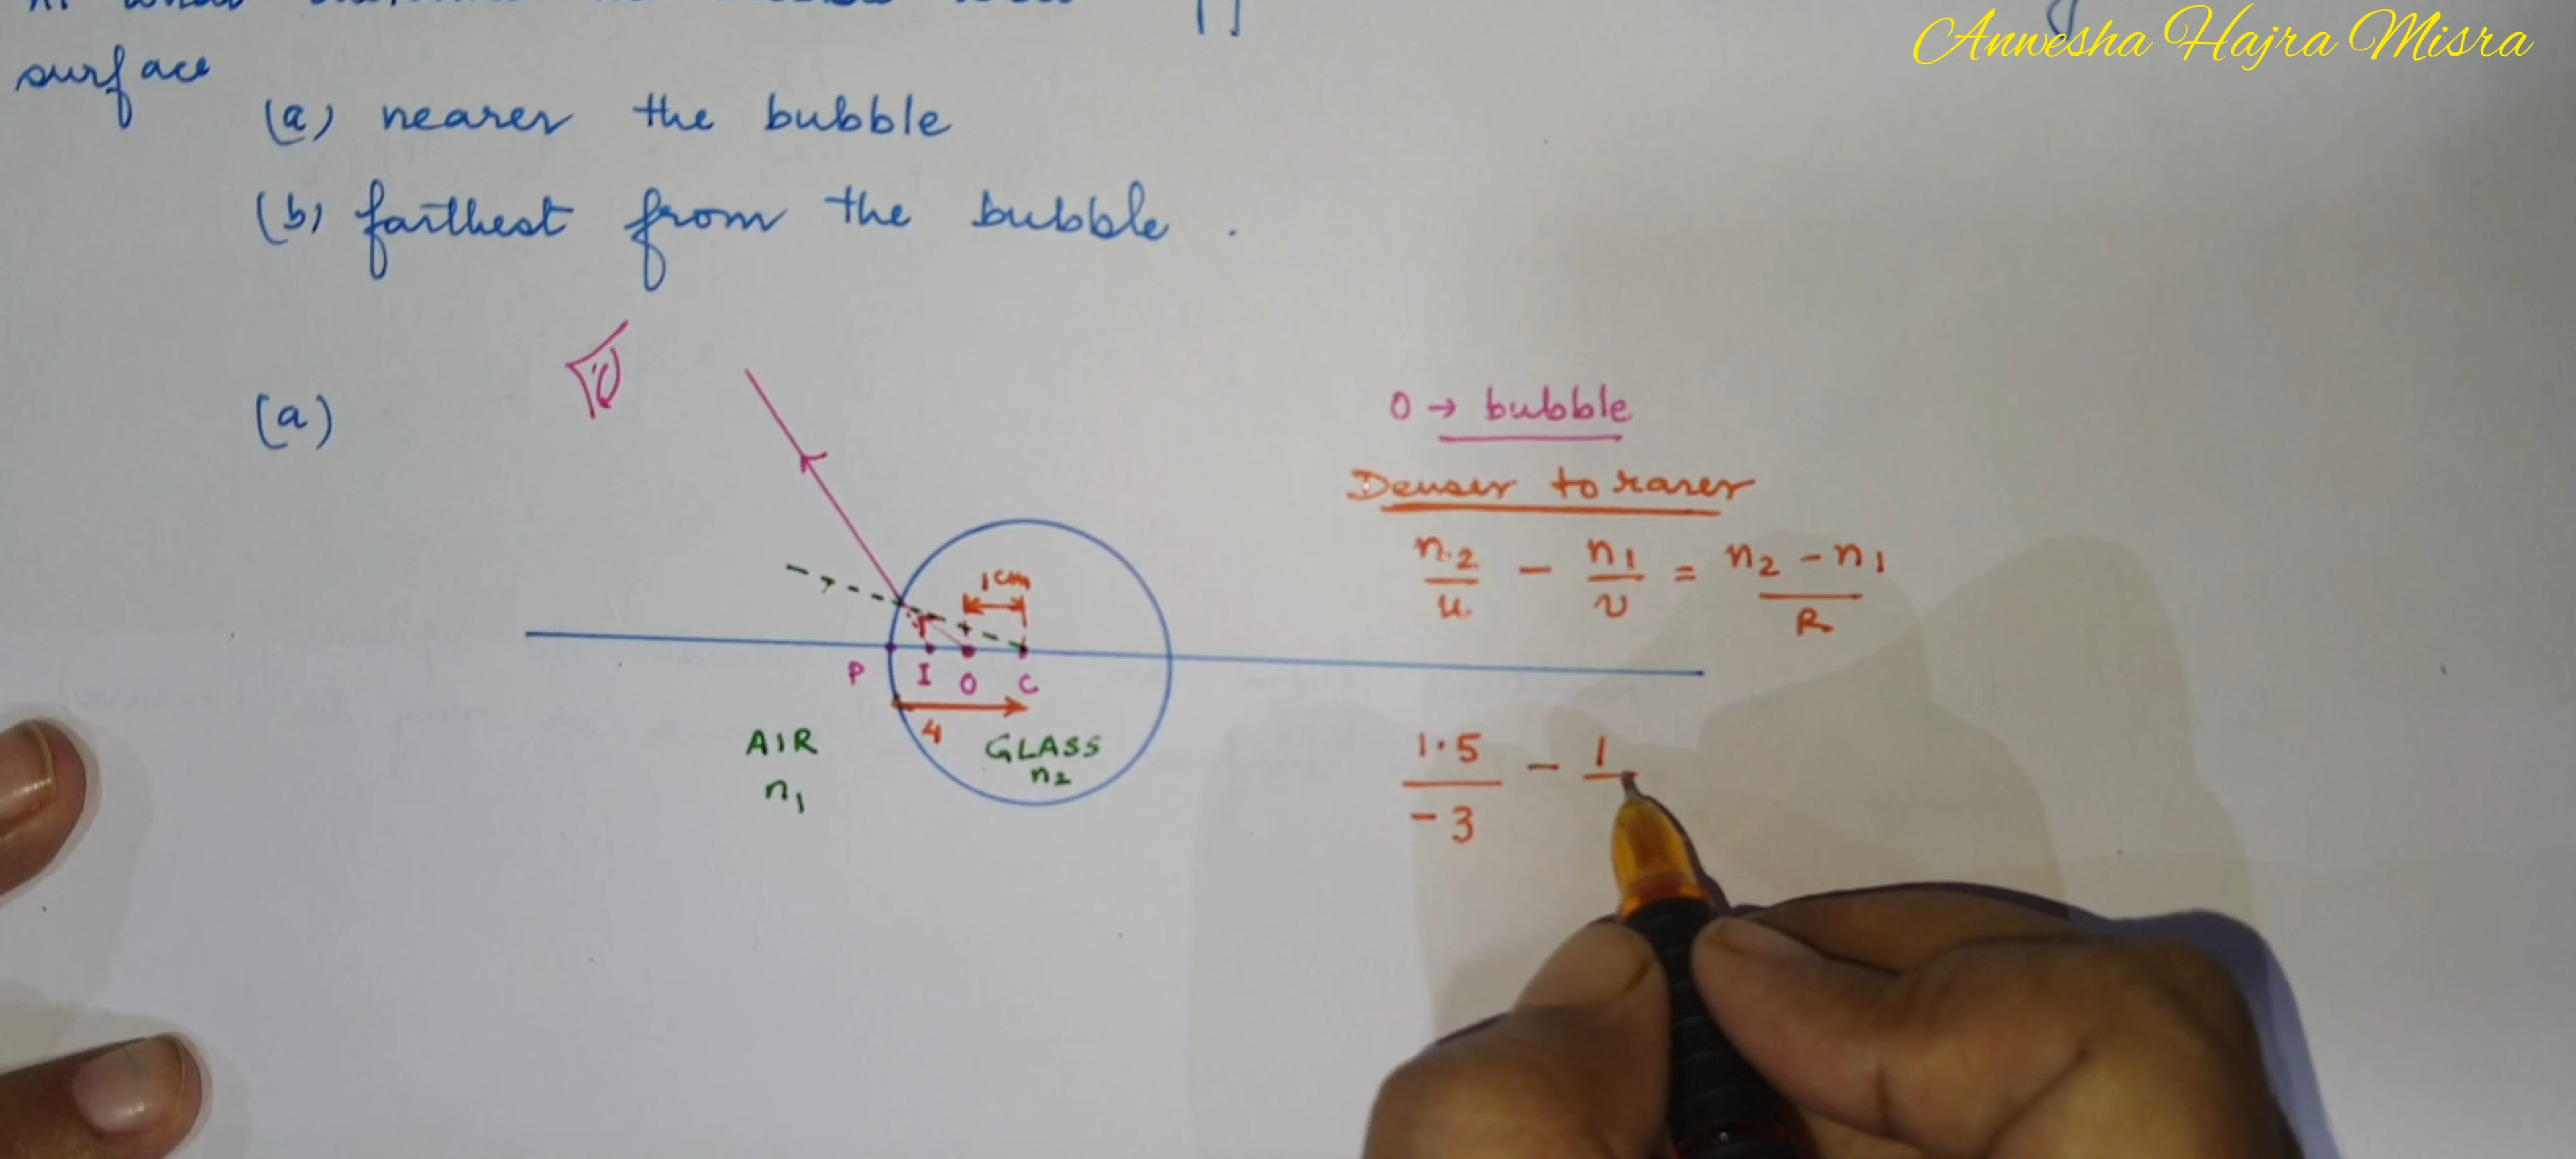 Anwesha Hajra Misra
surface
(a) nearer the bubble
(b) farthest from the bubble .
(a)
O → bubble
Denser to rarer
n2/u - n1/v = n2 - n1/R
1cm
P I O C
4
AIR
n1
GLASS
n2
1.5/-3 - 1